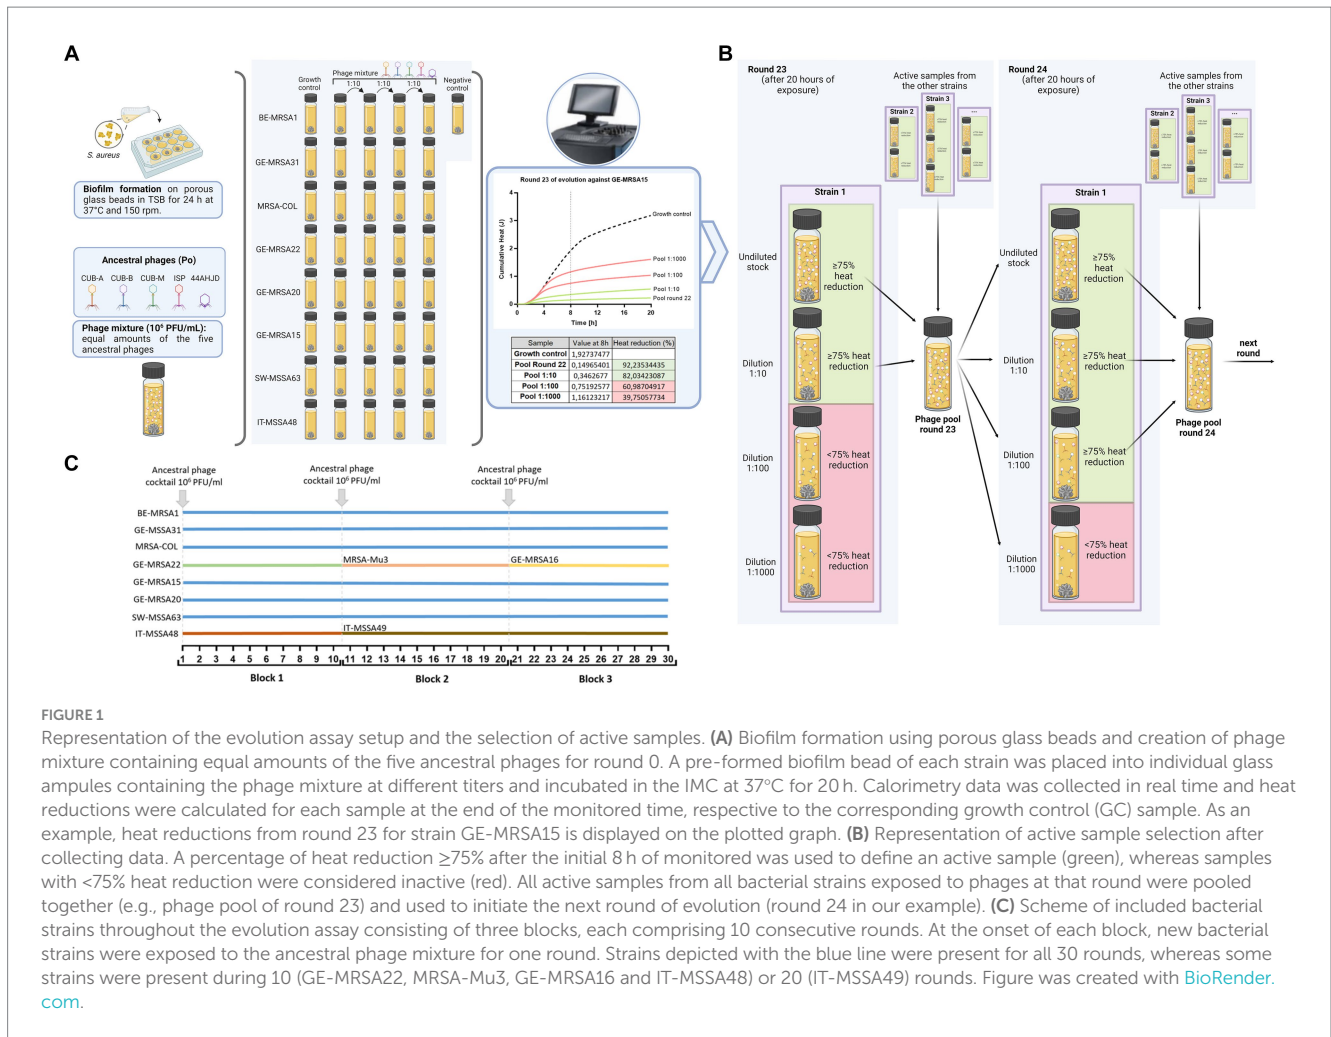 A
Growth control
Phage mixture
1:10
1:10
1:10
Negative control
BE-MRSA1
GE-MRSA31
MRSA-COL
GE-MRSA22
GE-MRSA20
GE-MRSA15
SW-MSSA63
IT-MSSA48
S. aureus
Biofilm formation on porous
glass beads in TSB for 24 h at
37°C and 150 rpm.
Ancestral phages (Po)
CUB-A CUB-B CUB-M ISP 44AHJD
Phage mixture (10⁶ PFU/mL):
equal amounts of the five
ancestral phages
Round 23 of evolution against GE-MRSA15
Cumulative Heat (J)
4
3
2
1
0
0 4 8 12 16 20
Time [h]
Growth control
Pool 1:1000
Pool 1:100
Pool 1:10
Pool round 22
Sample Value at 8h Heat reduction (%)
Growth control 1,92737477
Pool Round 22 0,14965401 92,23534435
Pool 1:10 0,3462677 82,03423087
Pool 1:100 0,75192577 60,98704917
Pool 1:1000 1,16123217 39,75057734
B
Round 23
(after 20 hours of
exposure)
Active samples from
the other strains
Strain 2
Strain 3
...
Strain 1
Undiluted
stock
≥75%
heat
reduction
Dilution
1:10
≥75% heat
reduction
Dilution
1:100
<75% heat
reduction
Dilution
1:1000
<75% heat
reduction
Phage pool
round 23
Round 24
(after 20 hours of
exposure)
Active samples from
the other strains
Strain 2
Strain 3
...
Strain 1
Undiluted
stock
≥75%
heat
reduction
Dilution
1:10
≥75% heat
reduction
Dilution
1:100
≥75% heat
reduction
Dilution
1:1000
<75% heat
reduction
Phage pool
round 24
next
round
C
Ancestral phage
cocktail 10⁶ PFU/ml
Ancestral phage
cocktail 10⁶ PFU/ml
Ancestral phage
cocktail 10⁶ PFU/ml
BE-MRSA1
GE-MSSA31
MRSA-COL
GE-MRSA22 MRSA-Mu3 GE-MRSA16
GE-MRSA15
GE-MRSA20
SW-MSSA63
IT-MSSA48 IT-MSSA49
1 2 3 4 5 6 7 8 9 10 11 12 13 14 15 16 17 18 19 20 21 22 23 24 25 26 27 28 29 30
Block 1 Block 2 Block 3
FIGURE 1
Representation of the evolution assay setup and the selection of active samples. (A) Biofilm formation using porous glass beads and creation of phage
mixture containing equal amounts of the five ancestral phages for round 0. A pre-formed biofilm bead of each strain was placed into individual glass
ampules containing the phage mixture at different titers and incubated in the IMC at 37°C for 20 h. Calorimetry data was collected in real time and heat
reductions were calculated for each sample at the end of the monitored time, respective to the corresponding growth control (GC) sample. As an
example, heat reductions from round 23 for strain GE-MRSA15 is displayed on the plotted graph. (B) Representation of active sample selection after
collecting data. A percentage of heat reduction ≥75% after the initial 8 h of monitored was used to define an active sample (green), whereas samples
with <75% heat reduction were considered inactive (red). All active samples from all bacterial strains exposed to phages at that round were pooled
together (e.g., phage pool of round 23) and used to initiate the next round of evolution (round 24 in our example). (C) Scheme of included bacterial
strains throughout the evolution assay consisting of three blocks, each comprising 10 consecutive rounds. At the onset of each block, new bacterial
strains were exposed to the ancestral phage mixture for one round. Strains depicted with the blue line were present for all 30 rounds, whereas some
strains were present during 10 (GE-MRSA22, MRSA-Mu3, GE-MRSA16 and IT-MSSA48) or 20 (IT-MSSA49) rounds. Figure was created with BioRender.
com.